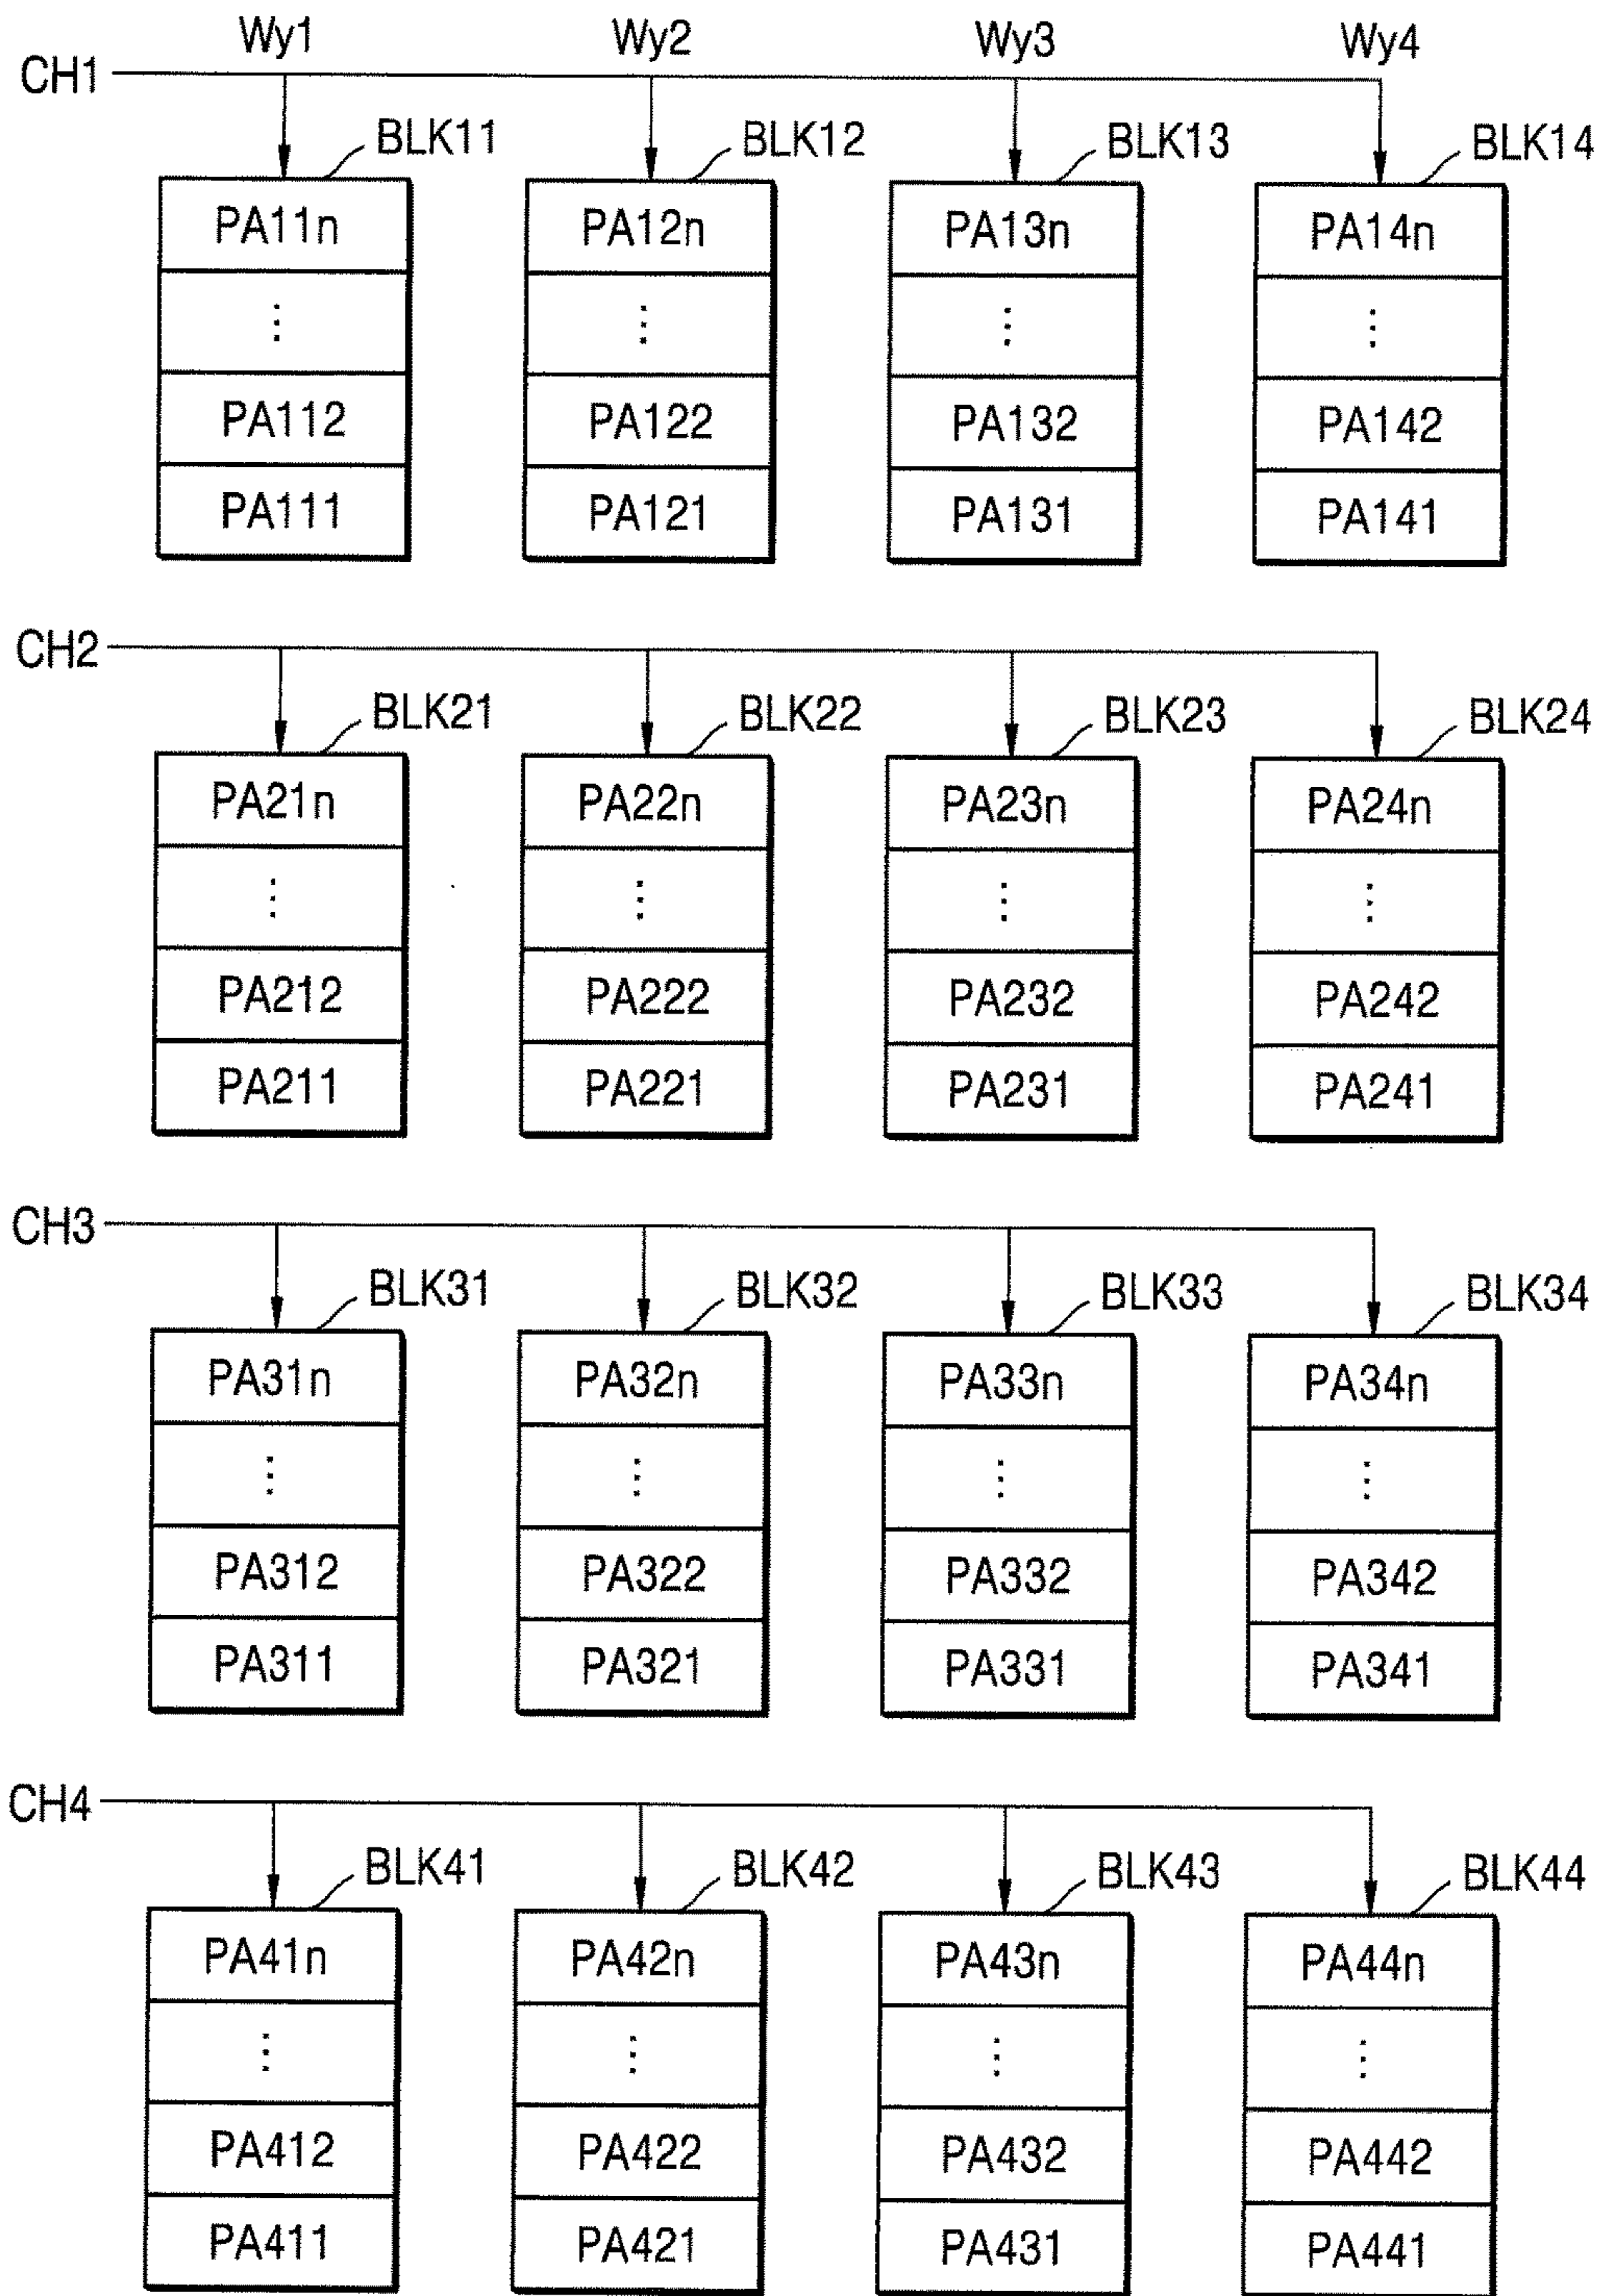 Wy1 Wy2 Wy3 Wy4
CH1
BLK11 BLK12 BLK13 BLK14
PA11n PA12n PA13n PA14n
⋮ ⋮ ⋮ ⋮
PA112 PA122 PA132 PA142
PA111 PA121 PA131 PA141
CH2
BLK21 BLK22 BLK23 BLK24
PA21n PA22n PA23n PA24n
⋮ ⋮ ⋮ ⋮
PA212 PA222 PA232 PA242
PA211 PA221 PA231 PA241
CH3
BLK31 BLK32 BLK33 BLK34
PA31n PA32n PA33n PA34n
⋮ ⋮ ⋮ ⋮
PA312 PA322 PA332 PA342
PA311 PA321 PA331 PA341
CH4
BLK41 BLK42 BLK43 BLK44
PA41n PA42n PA43n PA44n
⋮ ⋮ ⋮ ⋮
PA412 PA422 PA432 PA442
PA411 PA421 PA431 PA441